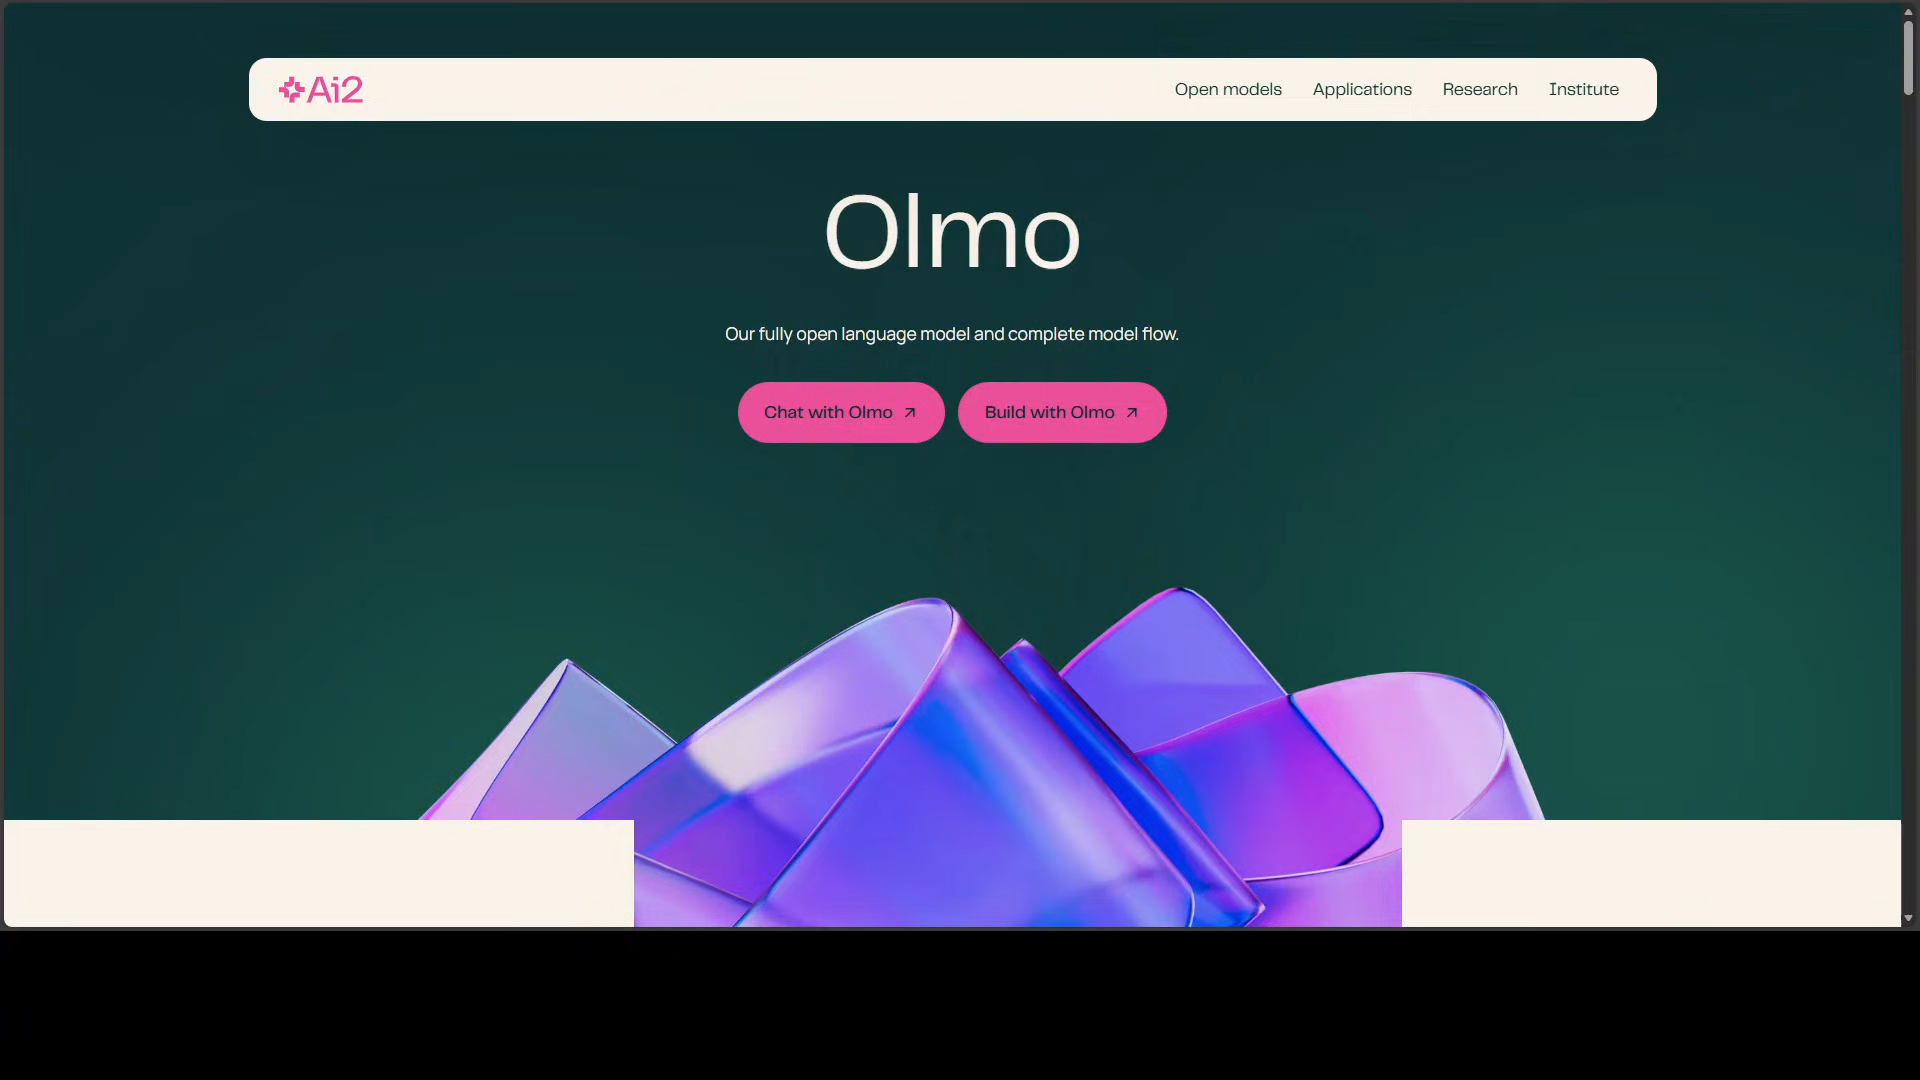 Ai2
Open models
Applications
Research
Institute
Olmo
Our fully open language model and complete model flow.
Chat with Olmo
Build with Olmo